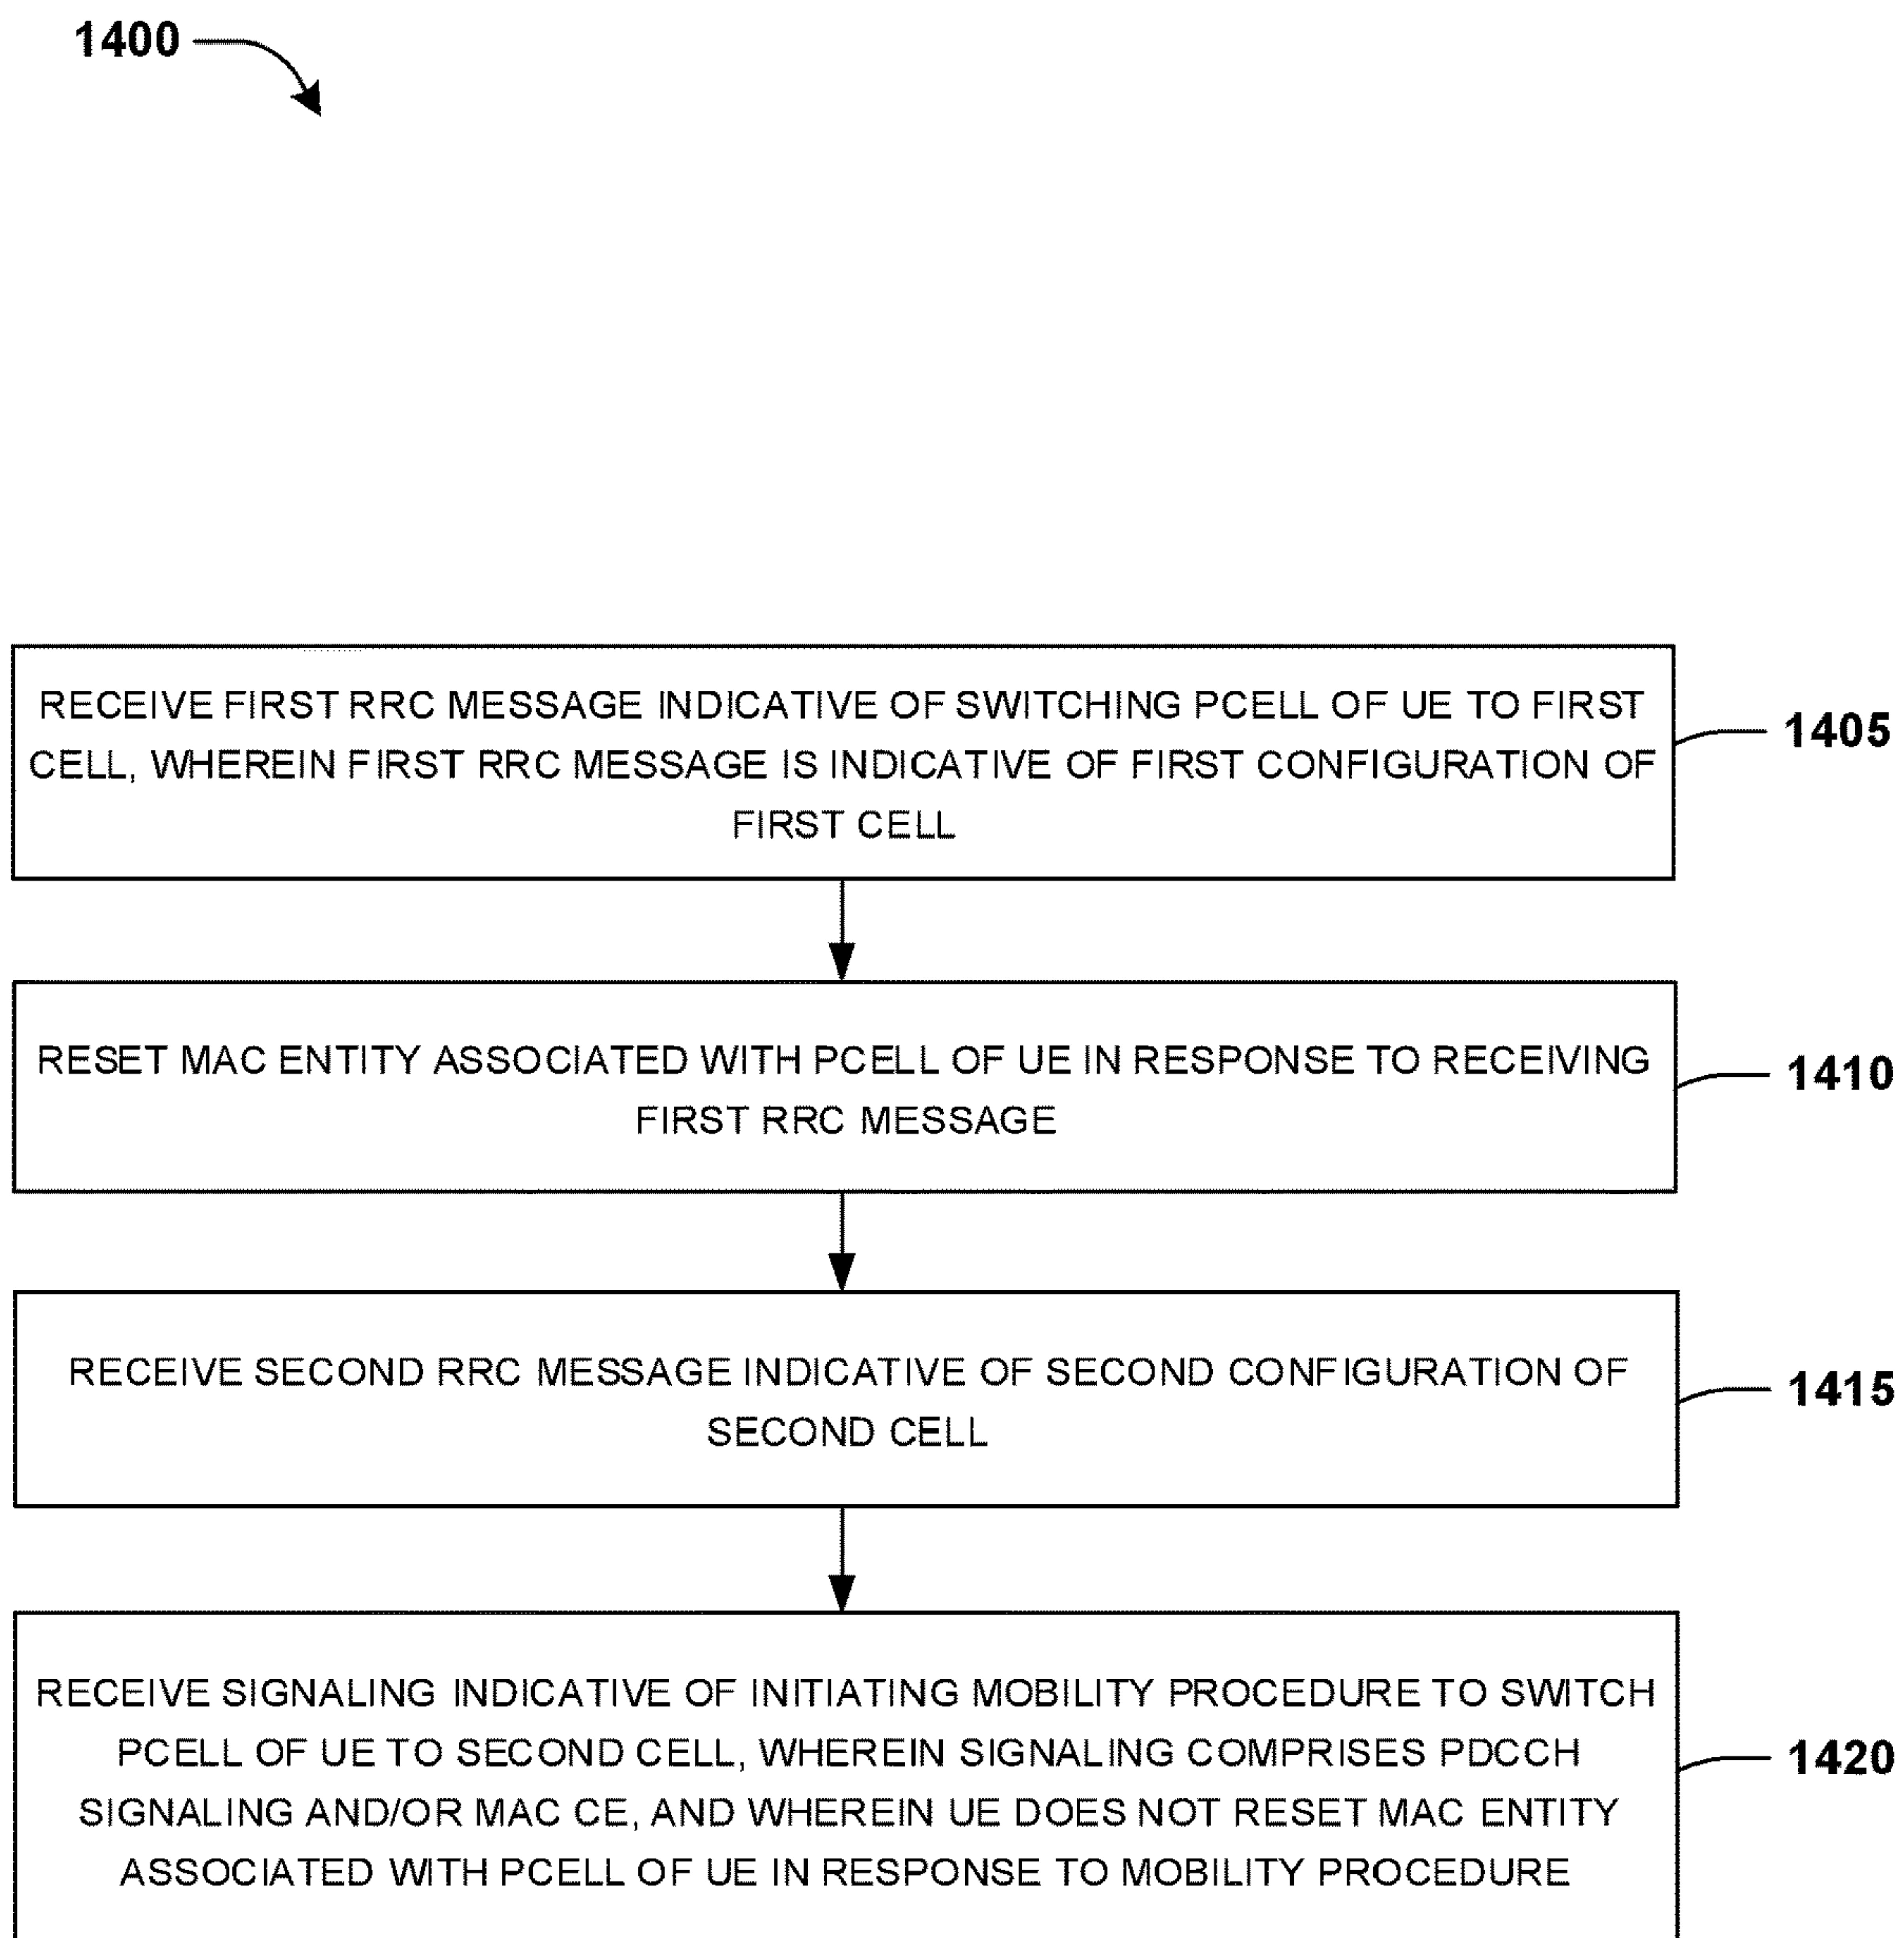 1400
RECEIVE FIRST RRC MESSAGE INDICATIVE OF SWITCHING PCELL OF UE TO FIRST
CELL, WHEREIN FIRST RRC MESSAGE IS INDICATIVE OF FIRST CONFIGURATION OF
FIRST CELL
1405
RESET MAC ENTITY ASSOCIATED WITH PCELL OF UE IN RESPONSE TO RECEIVING
FIRST RRC MESSAGE
1410
RECEIVE SECOND RRC MESSAGE INDICATIVE OF SECOND CONFIGURATION OF
SECOND CELL
1415
RECEIVE SIGNALING INDICATIVE OF INITIATING MOBILITY PROCEDURE TO SWITCH
PCELL OF UE TO SECOND CELL, WHEREIN SIGNALING COMPRISES PDCCH
SIGNALING AND/OR MAC CE, AND WHEREIN UE DOES NOT RESET MAC ENTITY
ASSOCIATED WITH PCELL OF UE IN RESPONSE TO MOBILITY PROCEDURE
1420